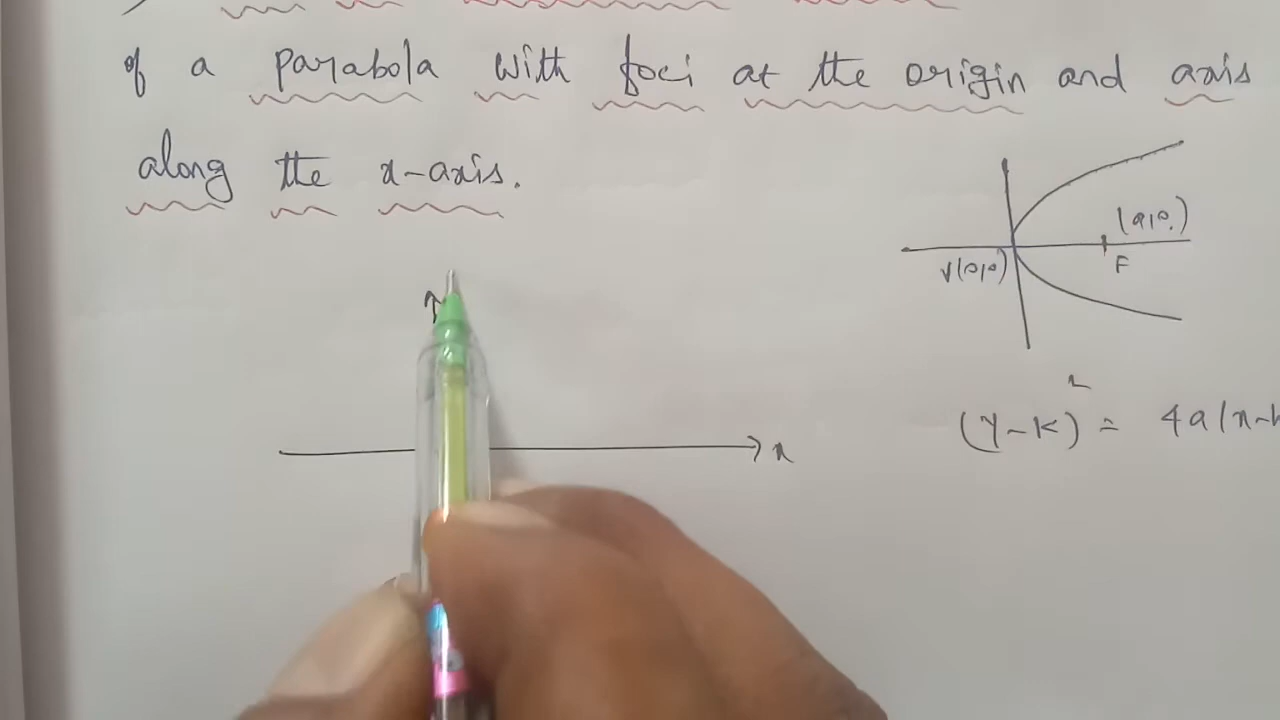 of a parabola with foci at the origin and axis
along the x-axis.
(a,0)
V(0,0)
F
(y-k)² = 4a(x-h
x